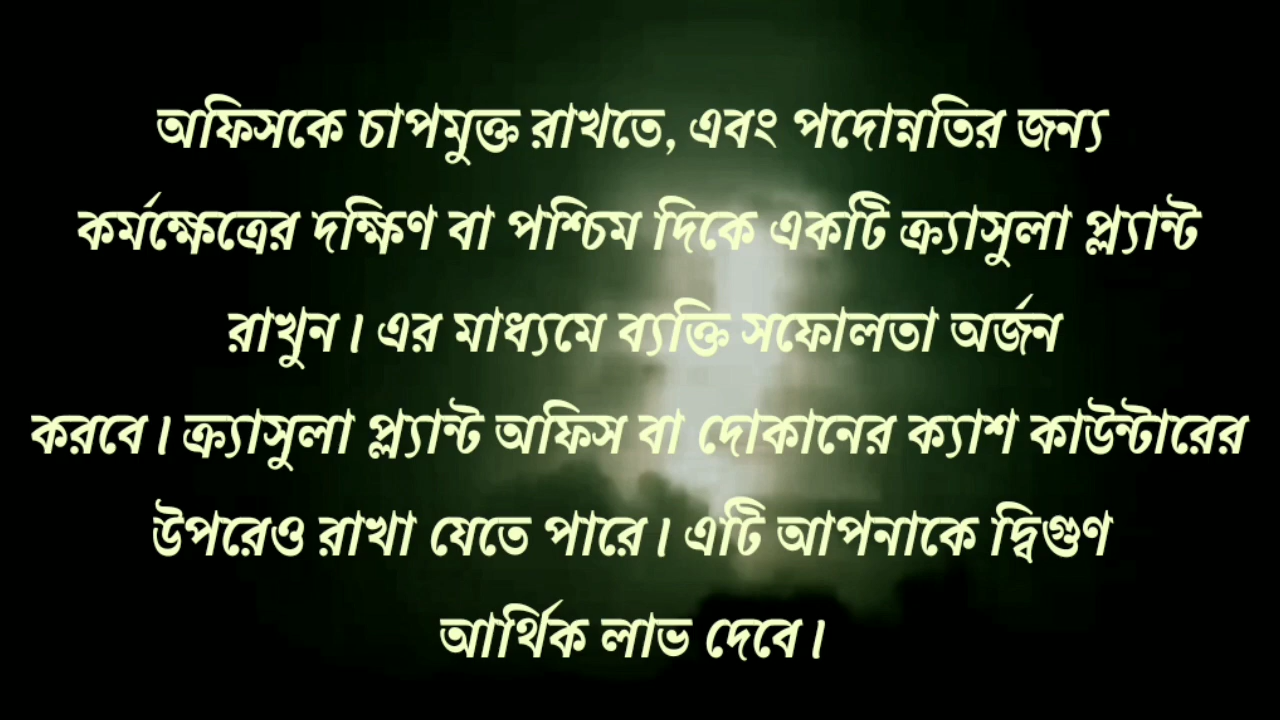 অফিসকে চাপমুক্ত রাখতে, এবং পদোন্নতির জন্য
কর্মক্ষেত্রের দক্ষিণ বা পশ্চিম দিকে একটি ক্র্যাসুলা প্ল্যান্ট
রাখুন। এর মাধ্যমে ব্যক্তি সফোলতা অর্জন
করবে। ক্র্যাসুলা প্ল্যান্ট অফিস বা দোকানের ক্যাশ কাউন্টারের
উপরেও রাখা যেতে পারে। এটি আপনাকে দ্বিগুণ
আর্থিক লাভ দেবে।